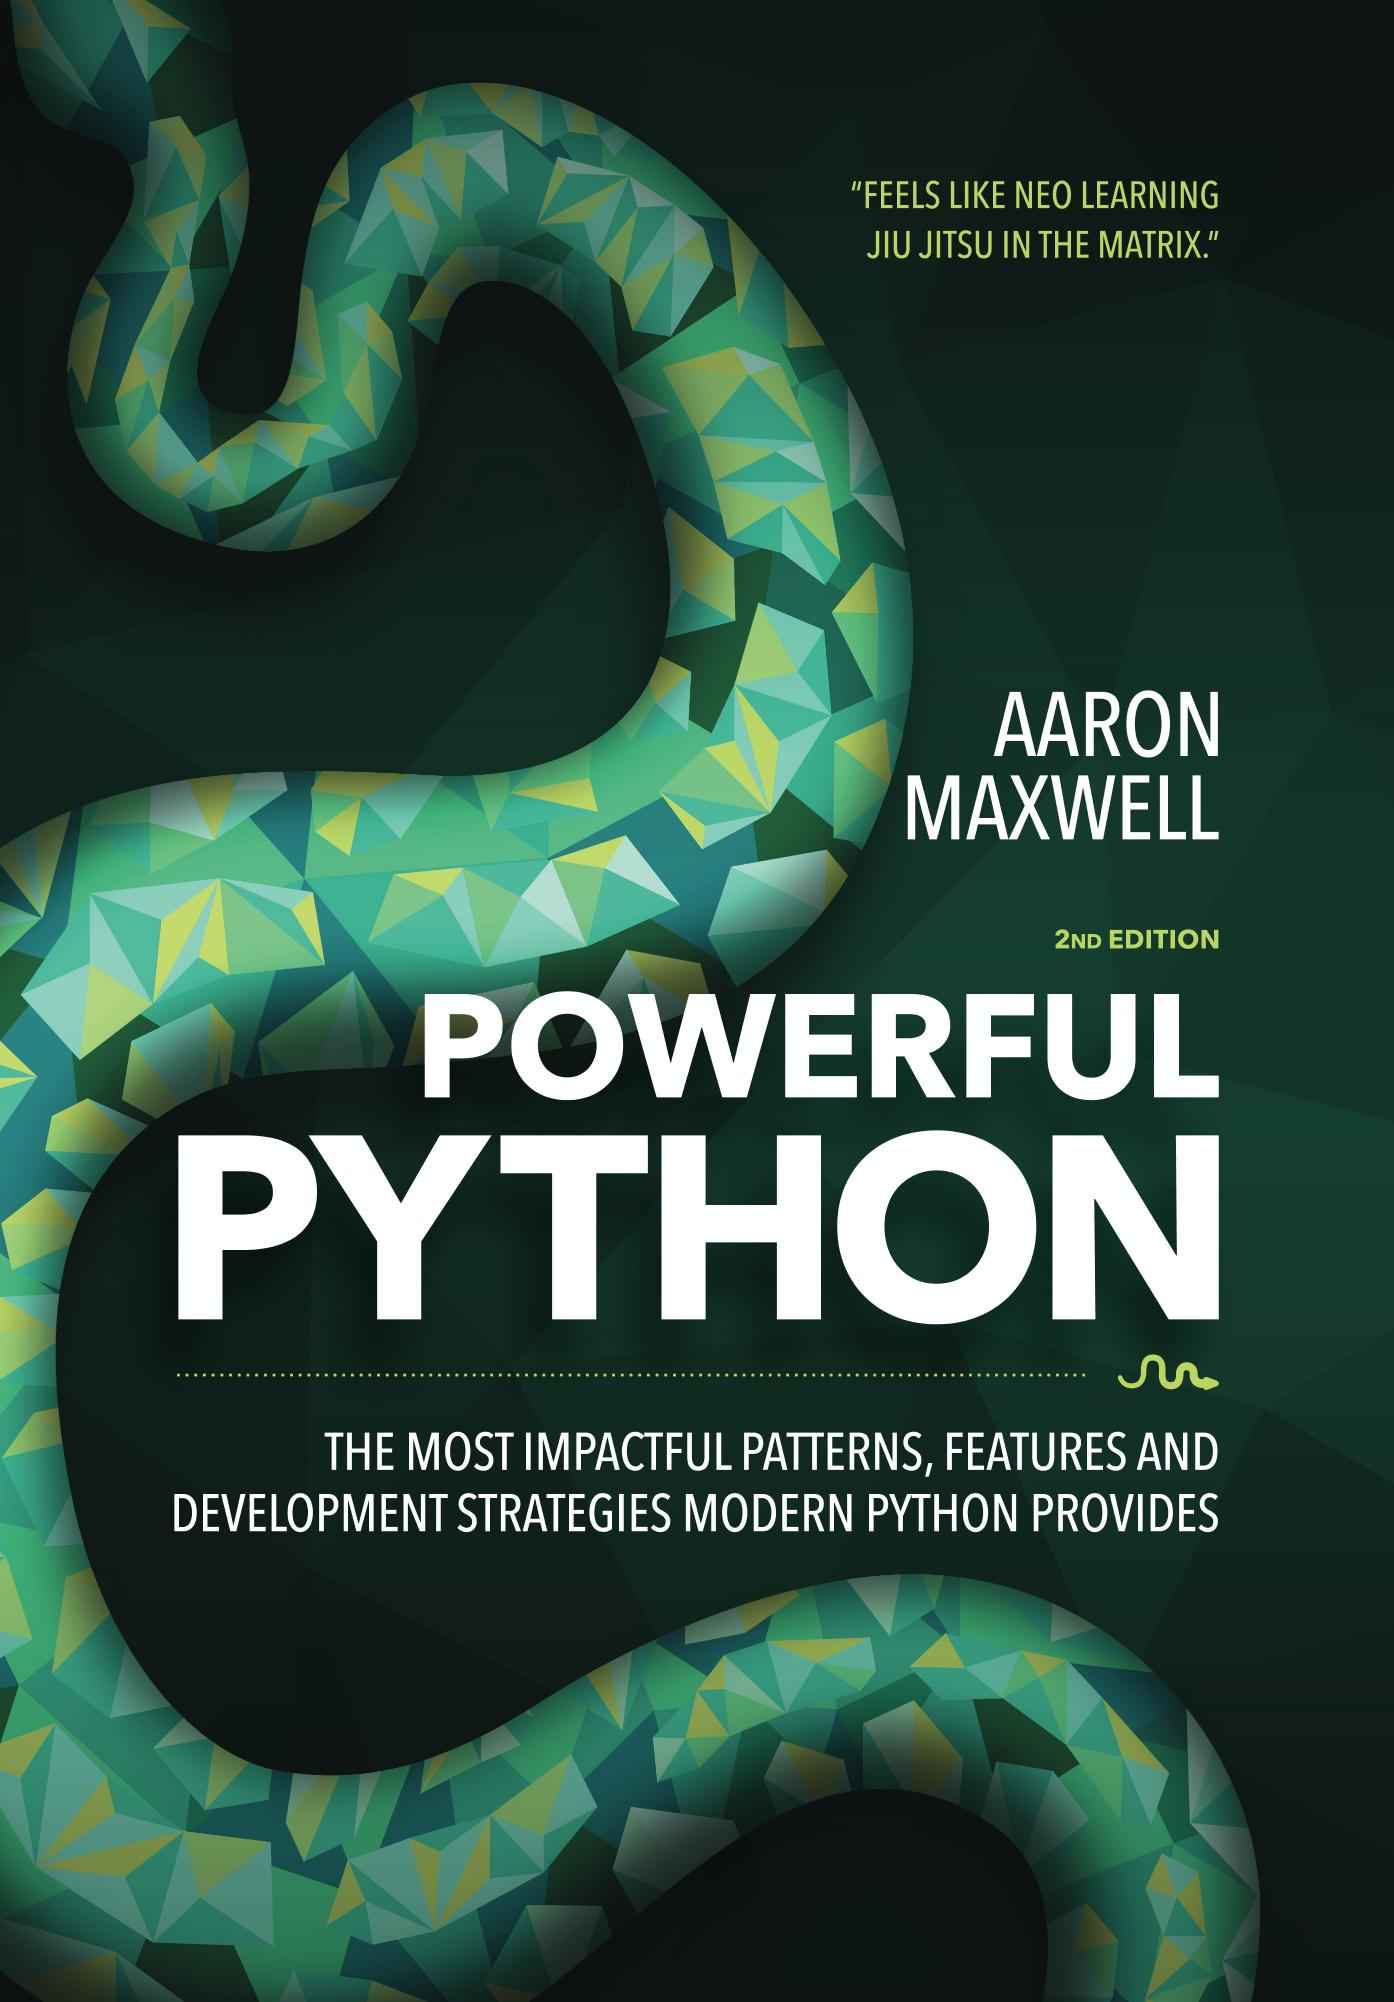 "FEELS LIKE NEO LEARNING
JIU JITSU IN THE MATRIX."
AARON
MAXWELL
2ND EDITION
POWERFUL
PYTHON
THE MOST IMPACTFUL PATTERNS, FEATURES AND
DEVELOPMENT STRATEGIES MODERN PYTHON PROVIDES